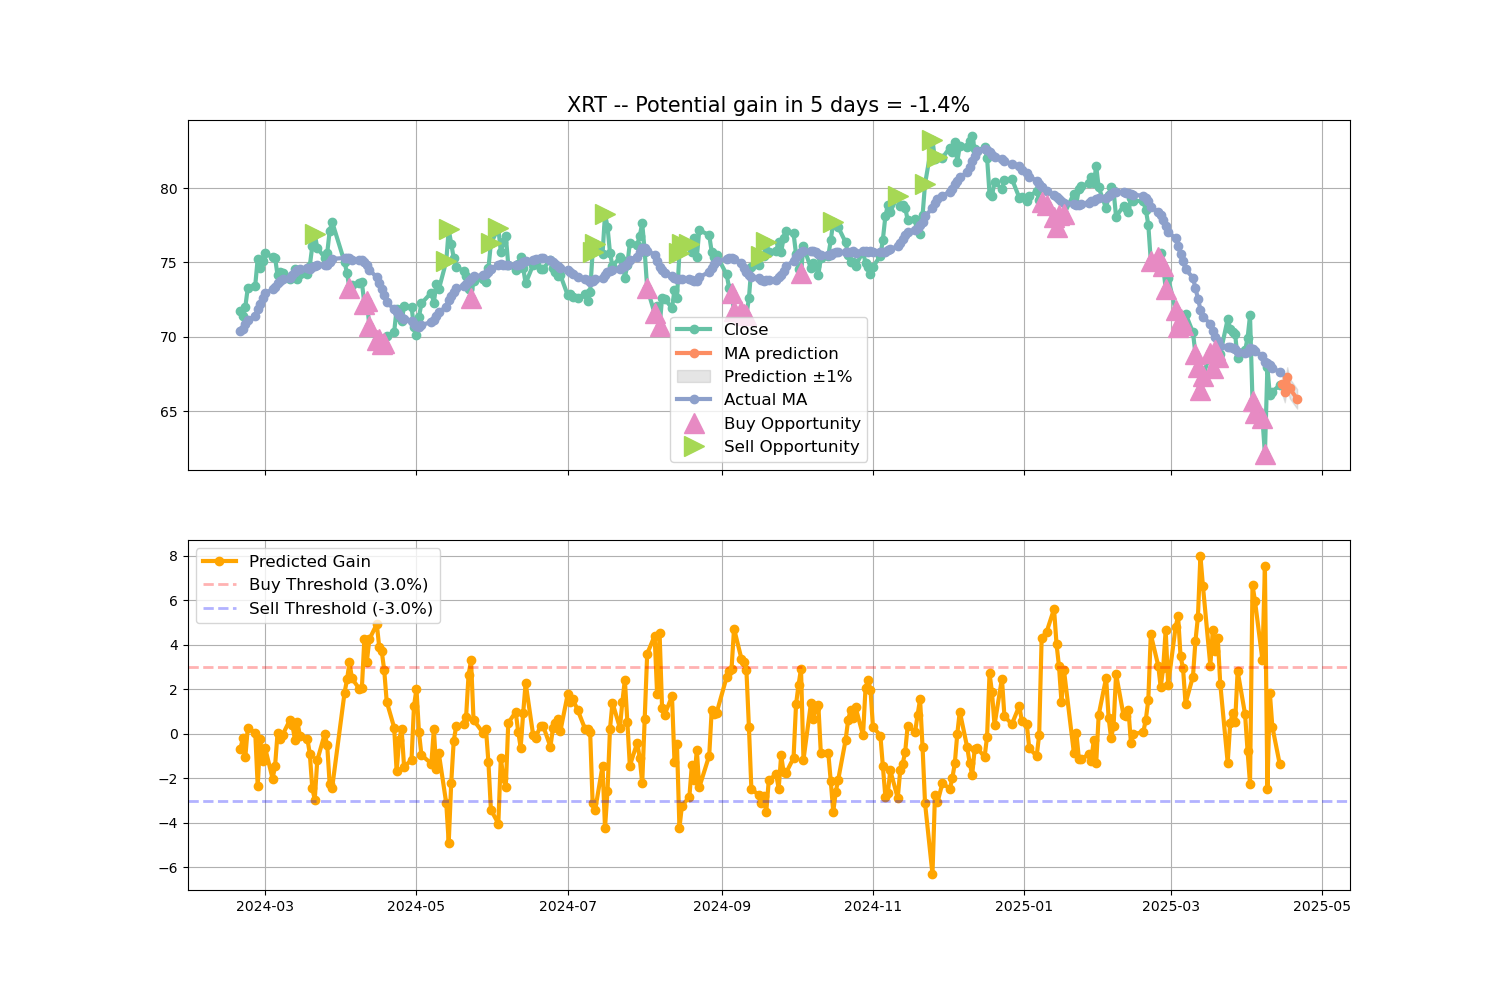 XRT -- Potential gain in 5 days = -1.4%
80
75
70
65
Close
MA prediction
Prediction ±1%
Actual MA
Buy Opportunity
Sell Opportunity
8
6
4
2
0
−2
−4
−6
Predicted Gain
Buy Threshold (3.0%)
Sell Threshold (-3.0%)
2024-03
2024-05
2024-07
2024-09
2024-11
2025-01
2025-03
2025-05